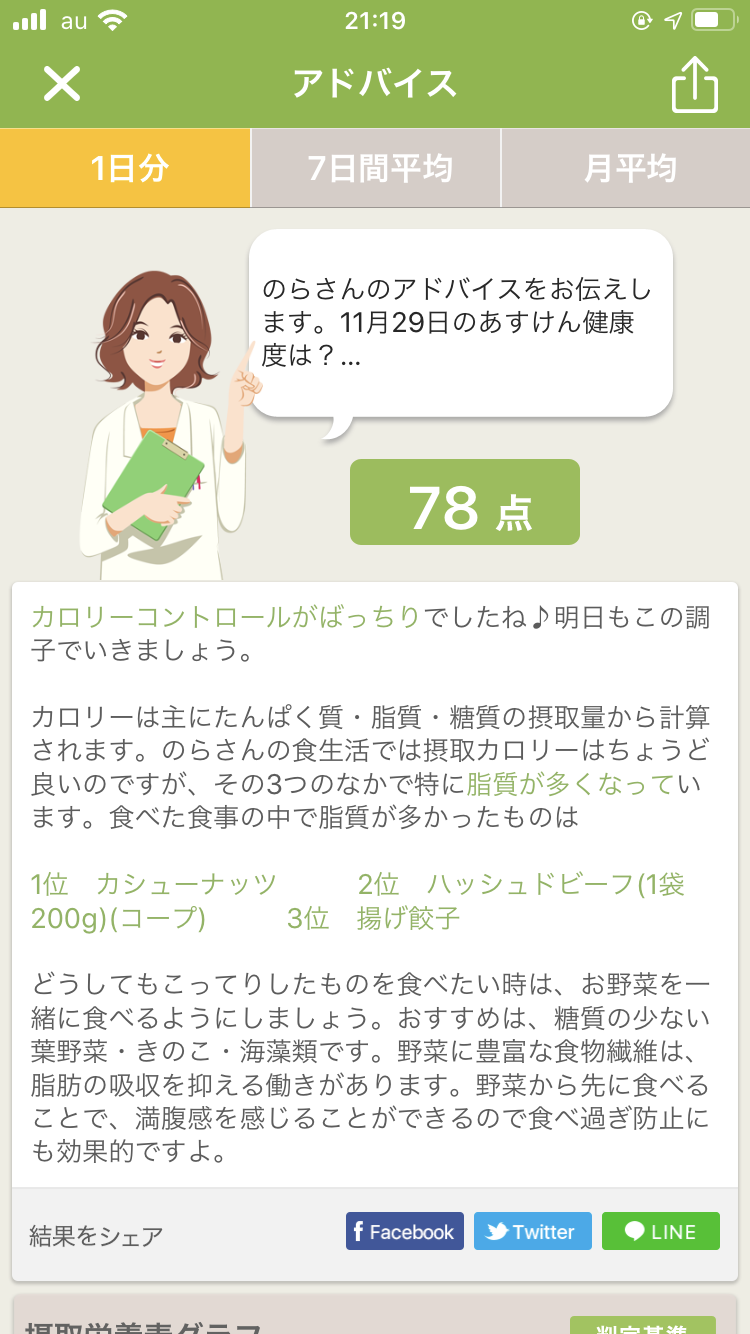 au 21:19
アドバイス
1日分 7日間平均 月平均
のらさんのアドバイスをお伝えし
ます。11月29日のあすけん健康
度は？...
78 点
カロリーコントロールがばっちりでしたね♪明日もこの調
子でいきましょう。
カロリーは主にたんぱく質・脂質・糖質の摂取量から計算
されます。のらさんの食生活では摂取カロリーはちょうど
良いのですが、その3つのなかで特に脂質が多くなってい
ます。食べた食事の中で脂質が多かったものは
1位　カシューナッツ　　　2位　ハッシュドビーフ(1袋
200g)(コープ)　　　3位　揚げ餃子
どうしてもこってりしたものを食べたい時は、お野菜を一
緒に食べるようにしましょう。おすすめは、糖質の少ない
葉野菜・きのこ・海藻類です。野菜に豊富な食物繊維は、
脂肪の吸収を抑える働きがあります。野菜から先に食べる
ことで、満腹感を感じることができるので食べ過ぎ防止に
も効果的ですよ。
結果をシェア Facebook Twitter LINE
摂取栄養素グラフ 判定基準